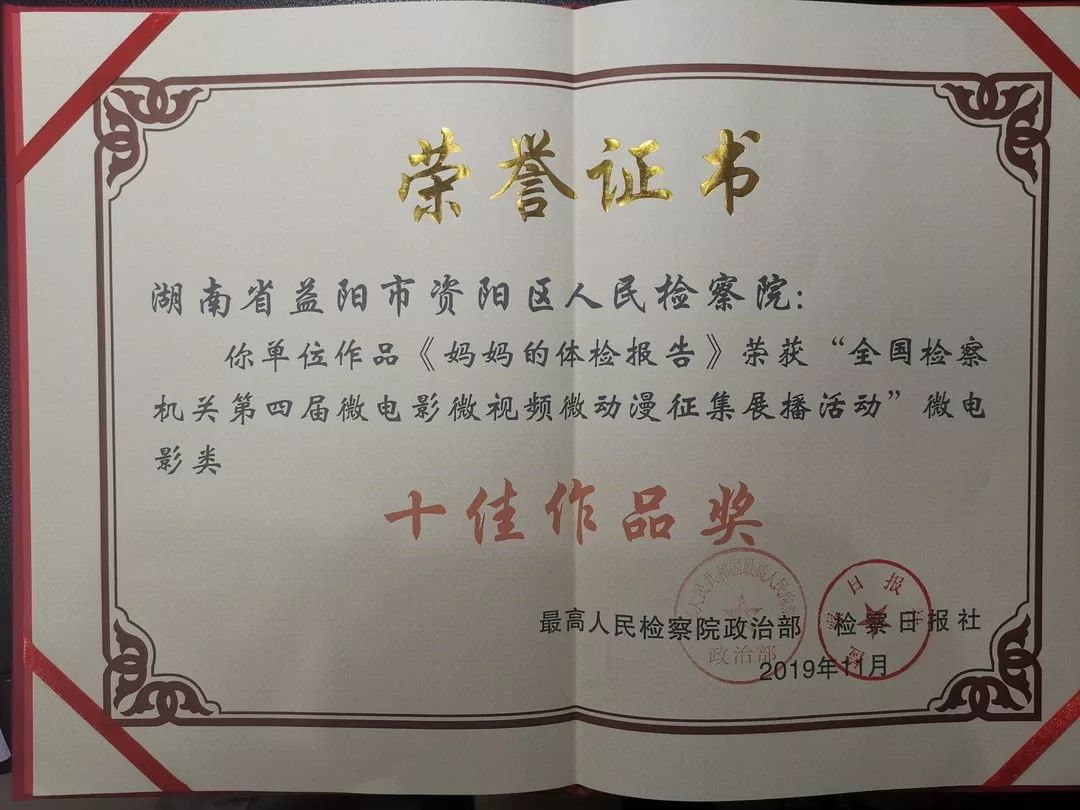 荣誉证书
湖南省益阳市资阳区人民检察院:
你单位作品《妈妈的体检报告》荣获“全国检察
机关第四届微电影微视频微动漫征集展播活动”微电
影类
十佳作品奖
最高人民检察院政治部 检察日报社
2019年11月
政治部